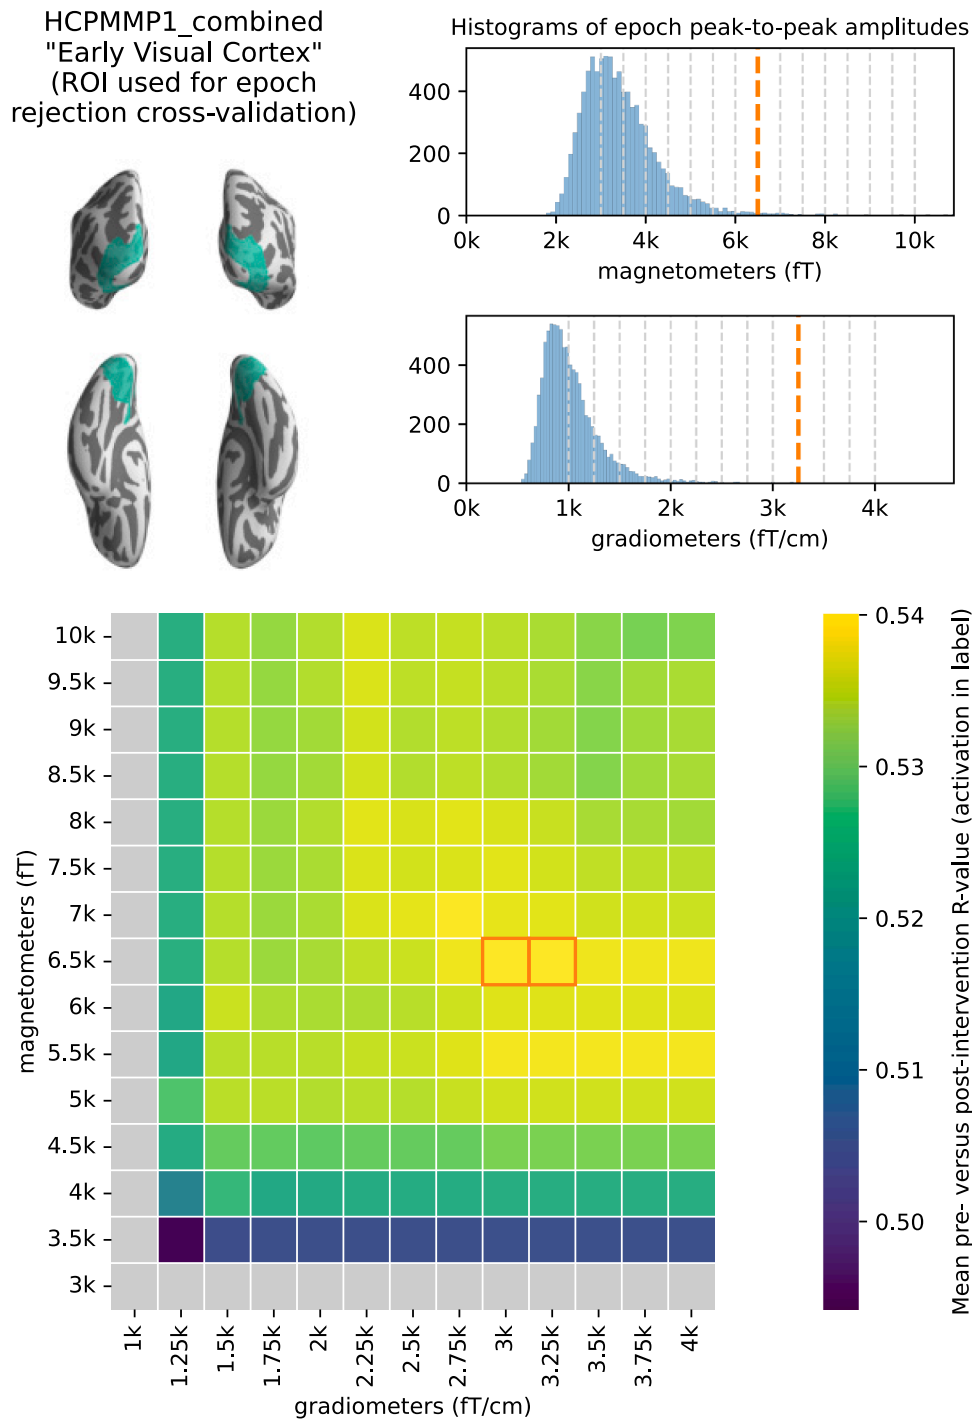 HCPMMP1_combined
"Early Visual Cortex"
(ROI used for epoch
rejection cross-validation)
Histograms of epoch peak-to-peak amplitudes
400
200
0
0k 2k 4k 6k 8k 10k
magnetometers (fT)
400
200
0
0k 1k 2k 3k 4k
gradiometers (fT/cm)
magnetometers (fT)
10k
9.5k
9k
8.5k
8k
7.5k
7k
6.5k
6k
5.5k
5k
4.5k
4k
3.5k
3k
1k 1.25k 1.5k 1.75k 2k 2.25k 2.5k 2.75k 3k 3.25k 3.5k 3.75k 4k
gradiometers (fT/cm)
0.54
0.53
0.52
0.51
0.50
Mean pre- versus post-intervention R-value (activation in label)